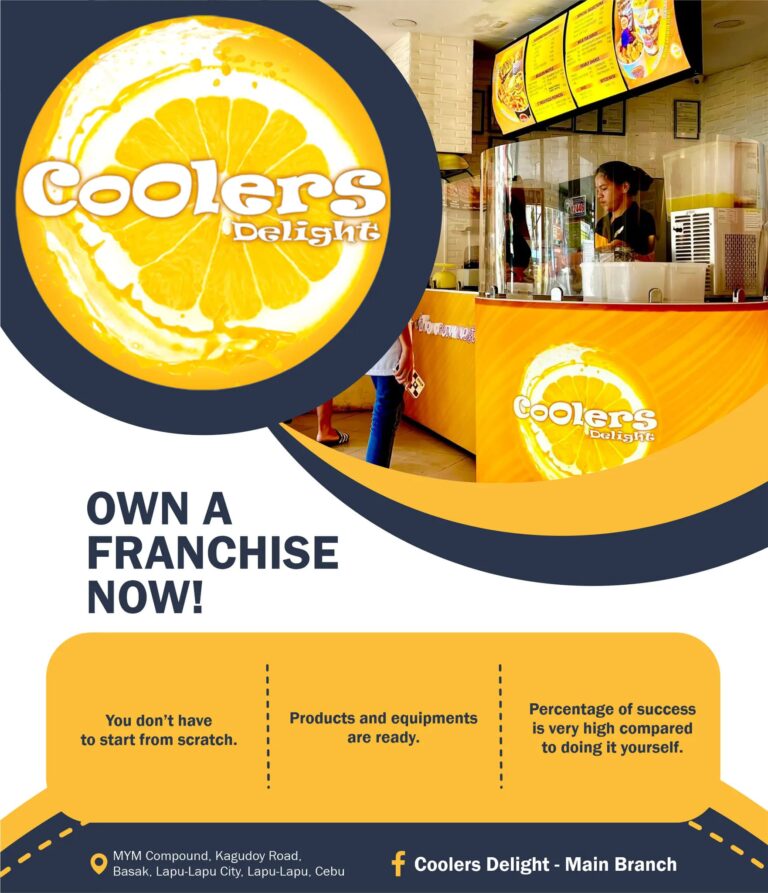 Coolers
Delight
Coolers
Delight
OWN A
FRANCHISE
NOW!
You don't have
to start from scratch.
Products and equipments
are ready.
Percentage of success
is very high compared
to doing it yourself.
MYM Compound, Kagudoy Road,
Basak, Lapu-Lapu City, Lapu-Lapu, Cebu
Coolers Delight - Main Branch